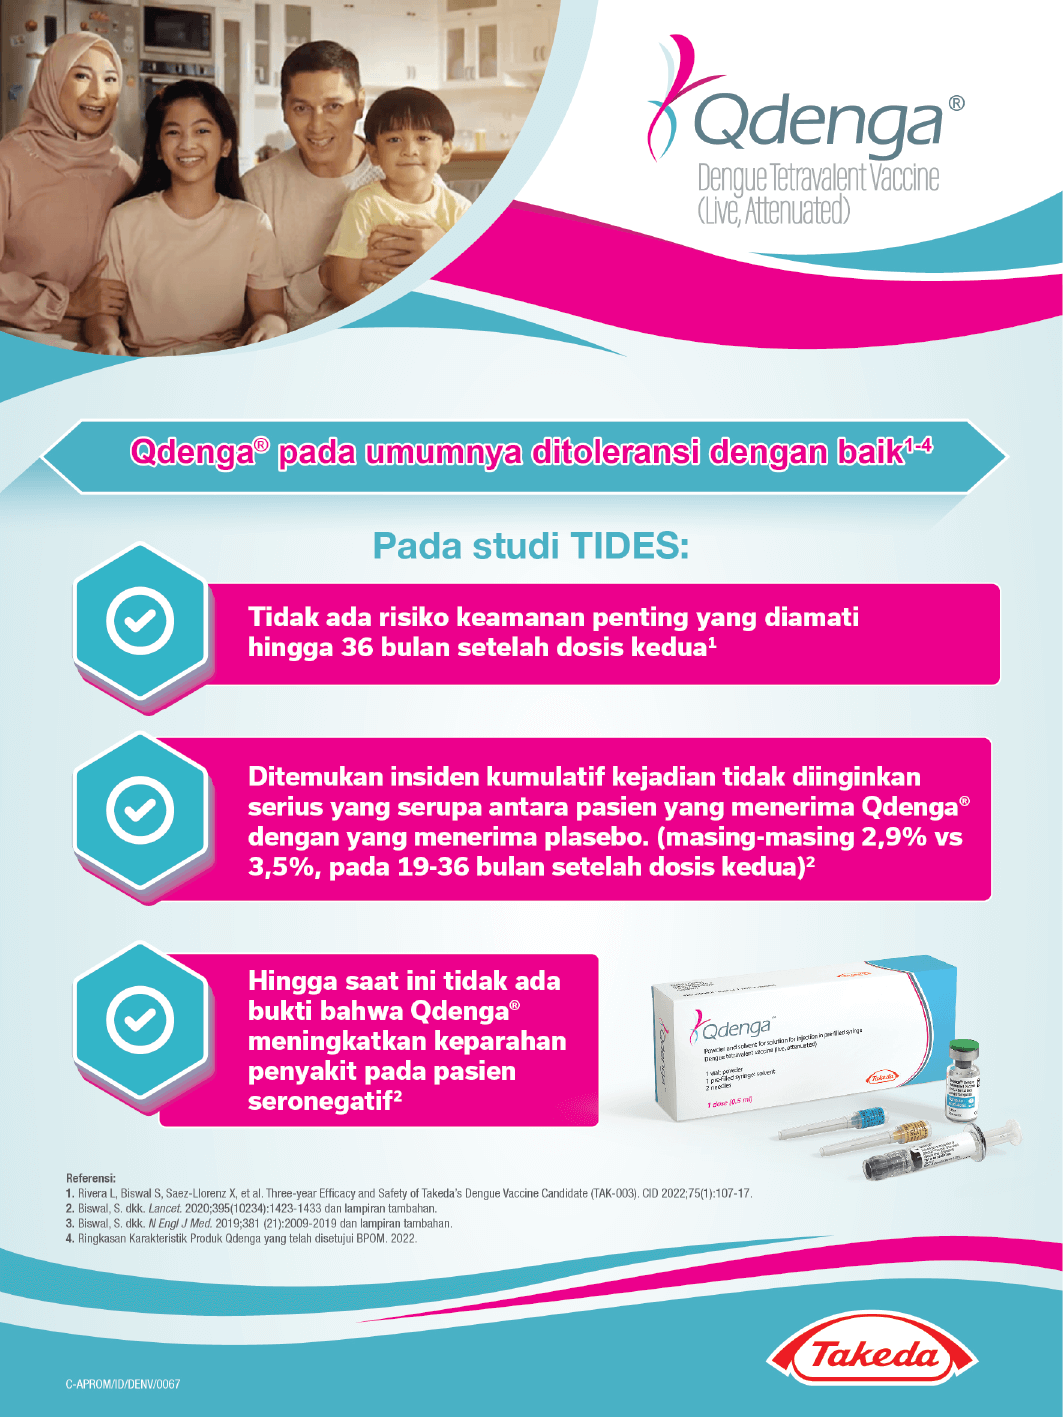 Qdenga®
Dengue Tetravalent Vaccine
(Live, Attenuated)
Qdenga® pada umumnya ditoleransi dengan baik¹-⁴
Pada studi TIDES:
Tidak ada risiko keamanan penting yang diamati
hingga 36 bulan setelah dosis kedua¹
Ditemukan insiden kumulatif kejadian tidak diinginkan
serius yang serupa antara pasien yang menerima Qdenga®
dengan yang menerima plasebo. (masing-masing 2,9% vs
3,5%, pada 19-36 bulan setelah dosis kedua)²
Hingga saat ini tidak ada
bukti bahwa Qdenga®
meningkatkan keparahan
penyakit pada pasien
seronegatif²
Qdenga™
Powder and solvent for solution for injection in pre-filled syringe
Dengue tetravalent vaccine (live, attenuated)
1 vial: powder
1 pre-filled syringe: solvent
2 needles
1 dose (0.5 ml)
Takeda
Qdenga
Referensi:
1. Rivera L, Biswal S, Saez-Llorenz X, et al. Three-year Efficacy and Safety of Takeda's Dengue Vaccine Candidate (TAK-003). CID 2022;75(1):107-17.
2. Biswal, S. dkk. Lancet. 2020;395(10234):1423-1433 dan lampiran tambahan.
3. Biswal, S. dkk. N Engl J Med. 2019;381 (21):2009-2019 dan lampiran tambahan.
4. Ringkasan Karakteristik Produk Qdenga yang telah disetujui BPOM. 2022.
Takeda
C-APROM/ID/DENV/0067